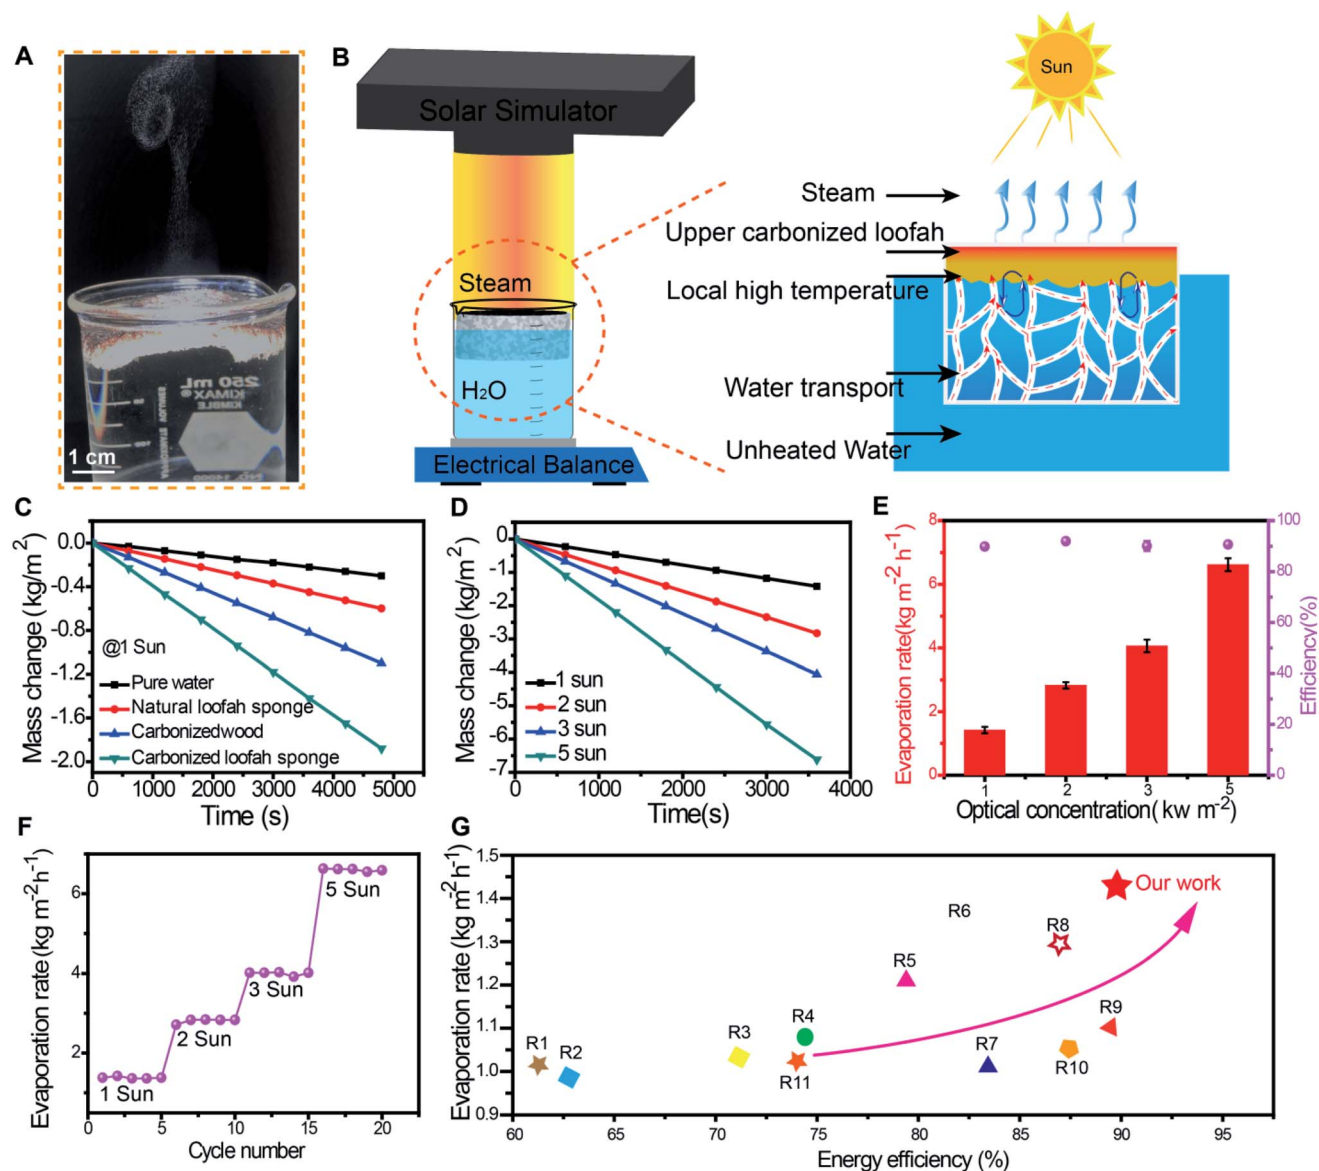 A
250 mL
KIMAX
KIMBLE
1 cm
B
Solar Simulator
Steam
H2O
Electrical Balance
Sun
Steam
Upper carbonized loofah
Local high temperature
Water transport
Unheated Water
C
Mass change (kg/m²)
0.0
-0.4
-0.8
-1.2
-1.6
-2.0
@1 Sun
Pure water
Natural loofah sponge
Carbonizedwood
Carbonized loofah sponge
0 1000 2000 3000 4000 5000
Time (s)
D
Mass change (kg/m²)
0
-1
-2
-3
-4
-5
-6
-7
1 sun
2 sun
3 sun
5 sun
0 1000 2000 3000 4000
Time(s)
E
Evaporation rate(kg m⁻² h⁻¹)
8
6
4
2
0
100
80
60
40
20
0
Efficiency(%)
1 2 3 5
Optical concentration( kw m⁻²)
F
Evaporation rate (kg m⁻²h⁻¹)
6
4
2
1 Sun
2 Sun
3 Sun
5 Sun
0 5 10 15 20
Cycle number
G
Evaporation rate (kg m⁻²h⁻¹)
1.5
1.4
1.3
1.2
1.1
1.0
0.9
Our work
R6
R8
R5
R9
R4
R3
R1
R2
R11
R7
R10
60 65 70 75 80 85 90 95
Energy efficiency (%)